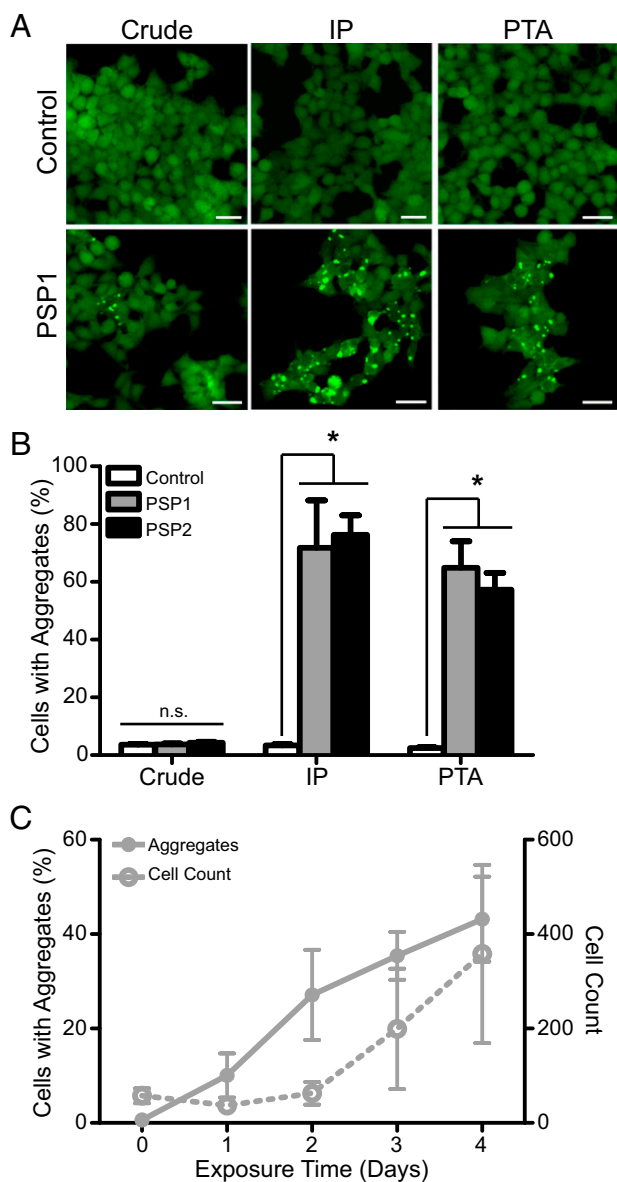 A
Crude IP PTA
Control
PSP1
B
*
*
Cells with Aggregates (%)
100
80
60
40
20
0
Control
PSP1
PSP2
n.s.
Crude IP PTA
C
Cells with Aggregates (%)
60
40
20
0
Aggregates
Cell Count
600
400
200
0
Cell Count
0 1 2 3 4
Exposure Time (Days)